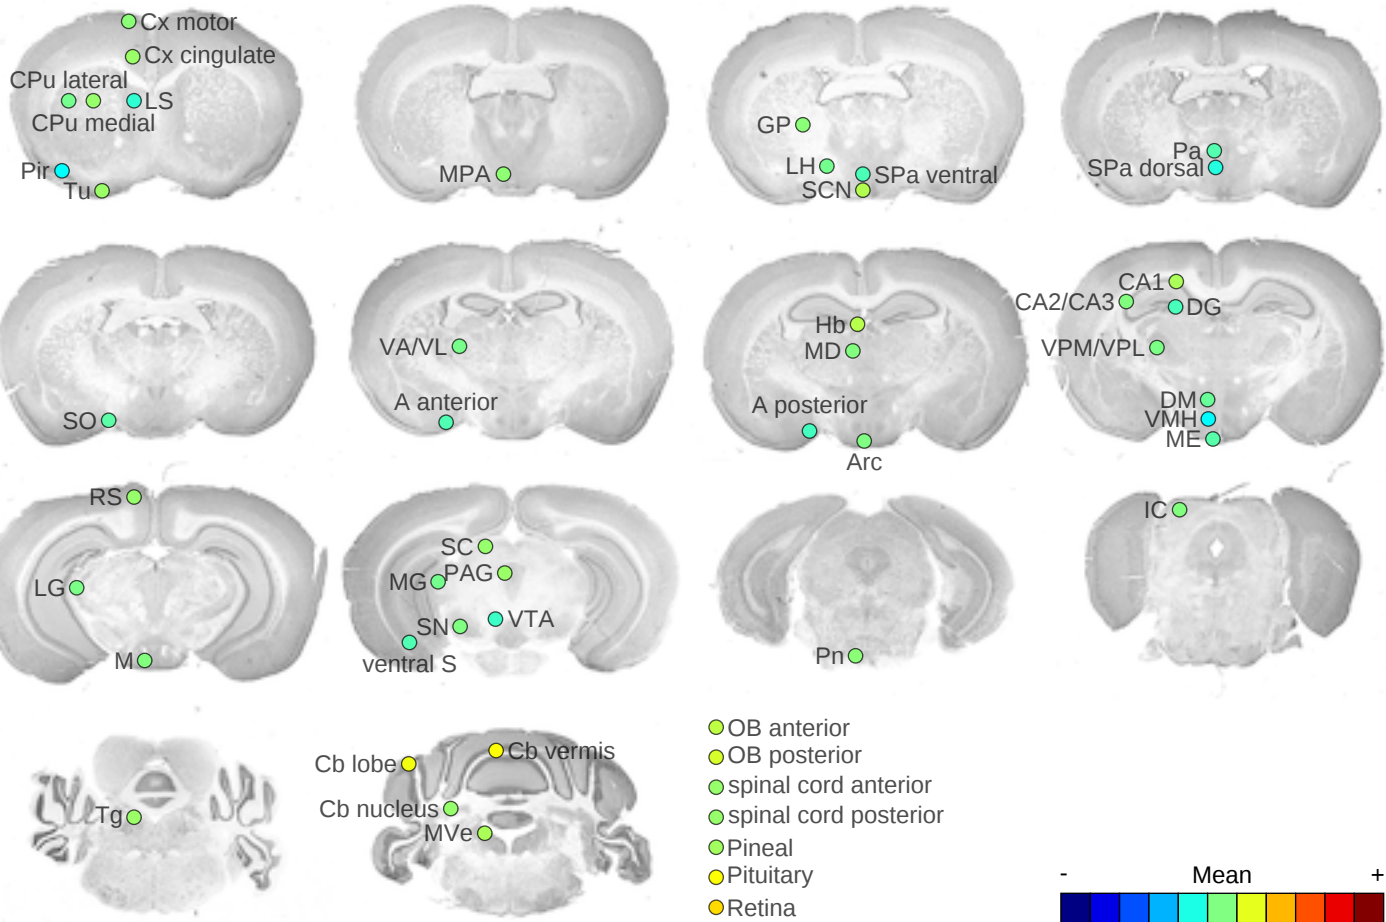 Cx motor
Cx cingulate
CPu lateral
LS
CPu medial
Pir
Tu
MPA
GP
LH
SPa ventral
SCN
Pa
SPa dorsal
SO
VA/VL
A anterior
Hb
MD
A posterior
Arc
CA1
CA2/CA3
DG
VPM/VPL
DM
VMH
ME
RS
LG
M
SC
PAG
MG
VTA
SN
ventral S
Pn
IC
Tg
Cb lobe
Cb vermis
Cb nucleus
MVe
OB anterior
OB posterior
spinal cord anterior
spinal cord posterior
Pineal
Pituitary
Retina
- Mean +